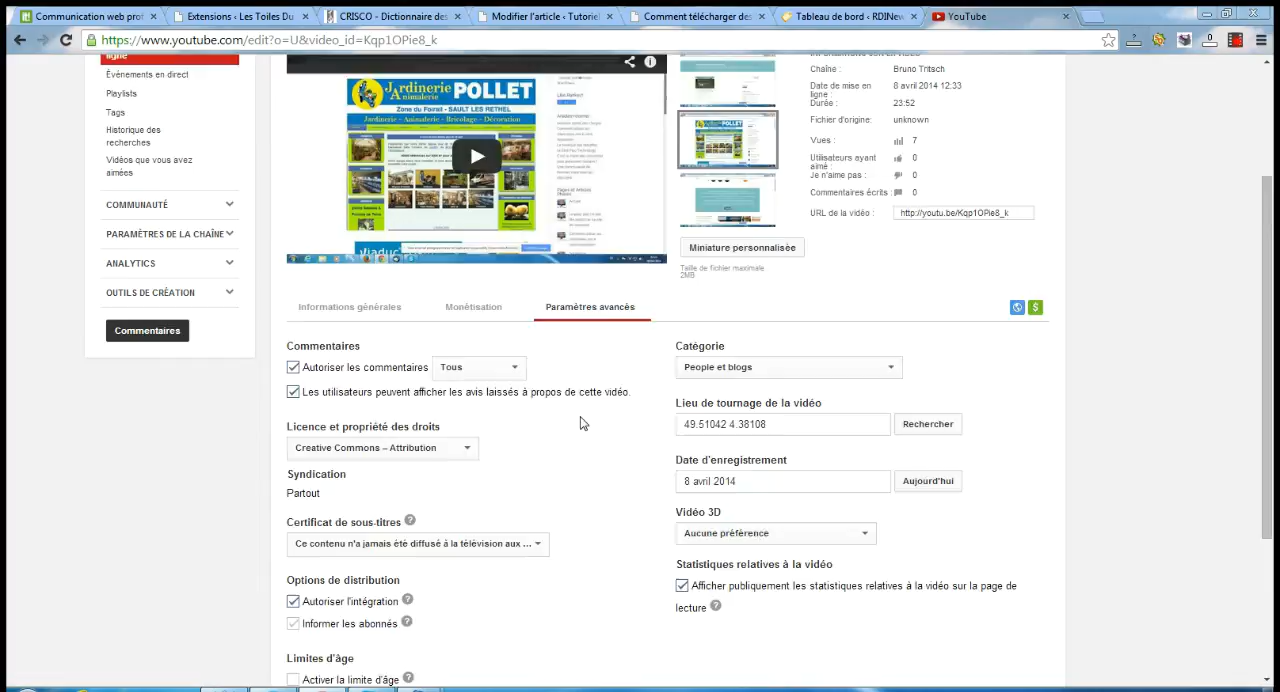 Communication web prof
Extensions ‹ Les Toiles Du
CRISCO - Dictionnaire des
Modifier l'article ‹ Tutoriel
Comment télécharger des
Tableau de bord ‹ RDINew
YouTube
https://www.youtube.com/edit?o=U&video_id=Kqp1OPie8_k
ligne
Événements en direct
Playlists
Tags
Historique des
recherches
Vidéos que vous avez
aimées
COMMUNAUTÉ
PARAMÈTRES DE LA CHAÎNE
ANALYTICS
OUTILS DE CRÉATION
Commentaires
Jardinerie POLLET
Animalerie
Zone du Foirail - SAULT LES RETHEL
Jardinerie - Animalerie - Bricolage - Décoration
viaduc
Chaîne :
Bruno Tritsch
Date de mise en
ligne :
8 avril 2014 12:33
Durée :
23:52
Fichier d'origine:
unknown
Vues :
7
Utilisateurs ayant
aimé :
0
Je n'aime pas :
0
Commentaires écrits :
0
URL de la vidéo :
http://youtu.be/Kqp1OPie8_k
Miniature personnalisée
Taille de fichier maximale
2MB
Informations générales
Monétisation
Paramètres avancés
Commentaires
Autoriser les commentaires
Tous
Les utilisateurs peuvent afficher les avis laissés à propos de cette vidéo.
Licence et propriété des droits
Creative Commons – Attribution
Syndication
Partout
Certificat de sous-titres
Ce contenu n'a jamais été diffusé à la télévision aux ...
Options de distribution
Autoriser l'intégration
Informer les abonnés
Limites d'âge
Activer la limite d'âge
Catégorie
People et blogs
Lieu de tournage de la vidéo
49.51042 4.38108
Rechercher
Date d'enregistrement
8 avril 2014
Aujourd'hui
Vidéo 3D
Aucune préférence
Statistiques relatives à la vidéo
Afficher publiquement les statistiques relatives à la vidéo sur la page de
lecture